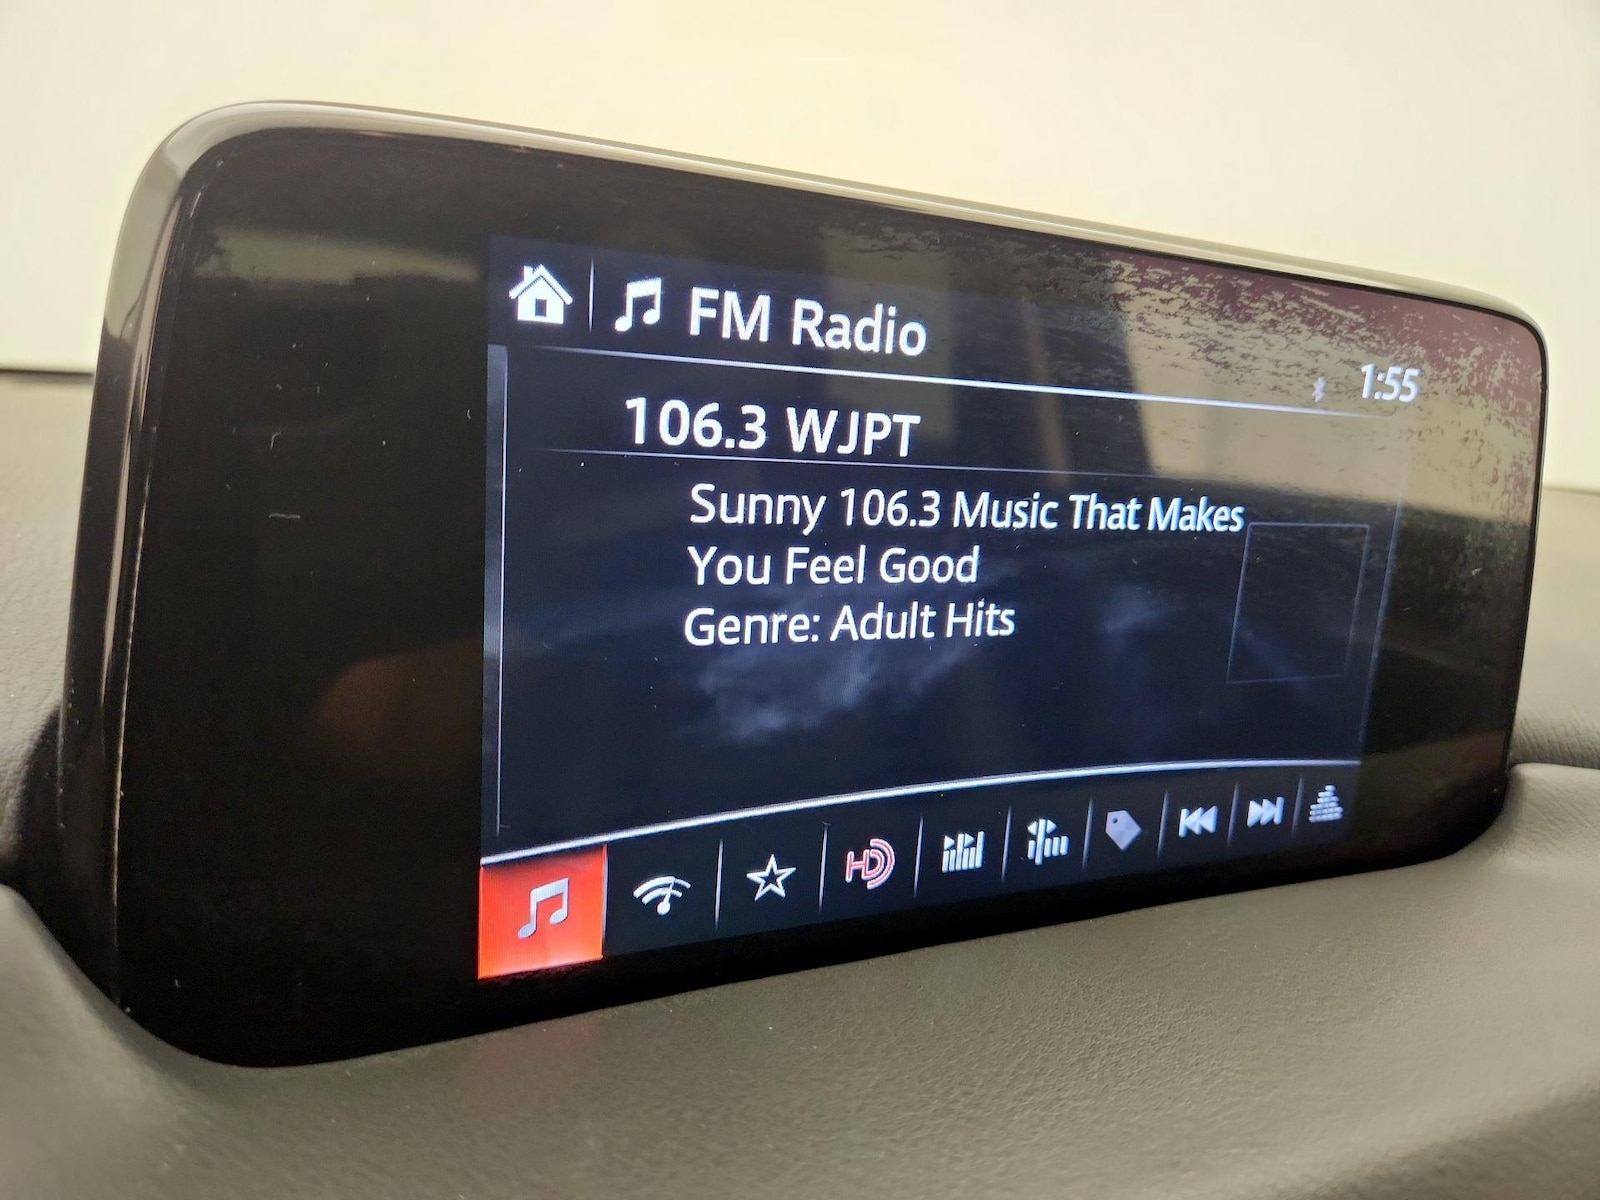 FM Radio
1:55
106.3 WJPT
Sunny 106.3 Music That Makes
You Feel Good
Genre: Adult Hits
HD